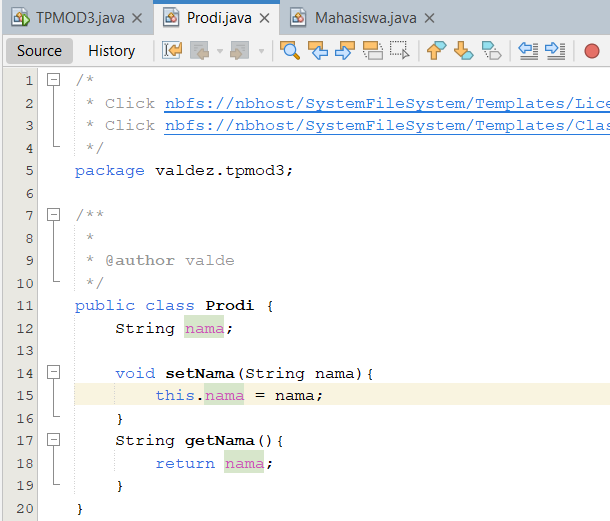 TPMOD3.java Prodi.java Mahasiswa.java
Source History
1 /*
2 * Click nbfs://nbhost/SystemFileSystem/Templates/Lice
3 * Click nbfs://nbhost/SystemFileSystem/Templates/Clas
4 */
5 package valdez.tpmod3;
6
7 /**
8 *
9 * @author valde
10 */
11 public class Prodi {
12 String nama;
13
14 void setNama(String nama){
15 this.nama = nama;
16 }
17 String getNama(){
18 return nama;
19 }
20 }